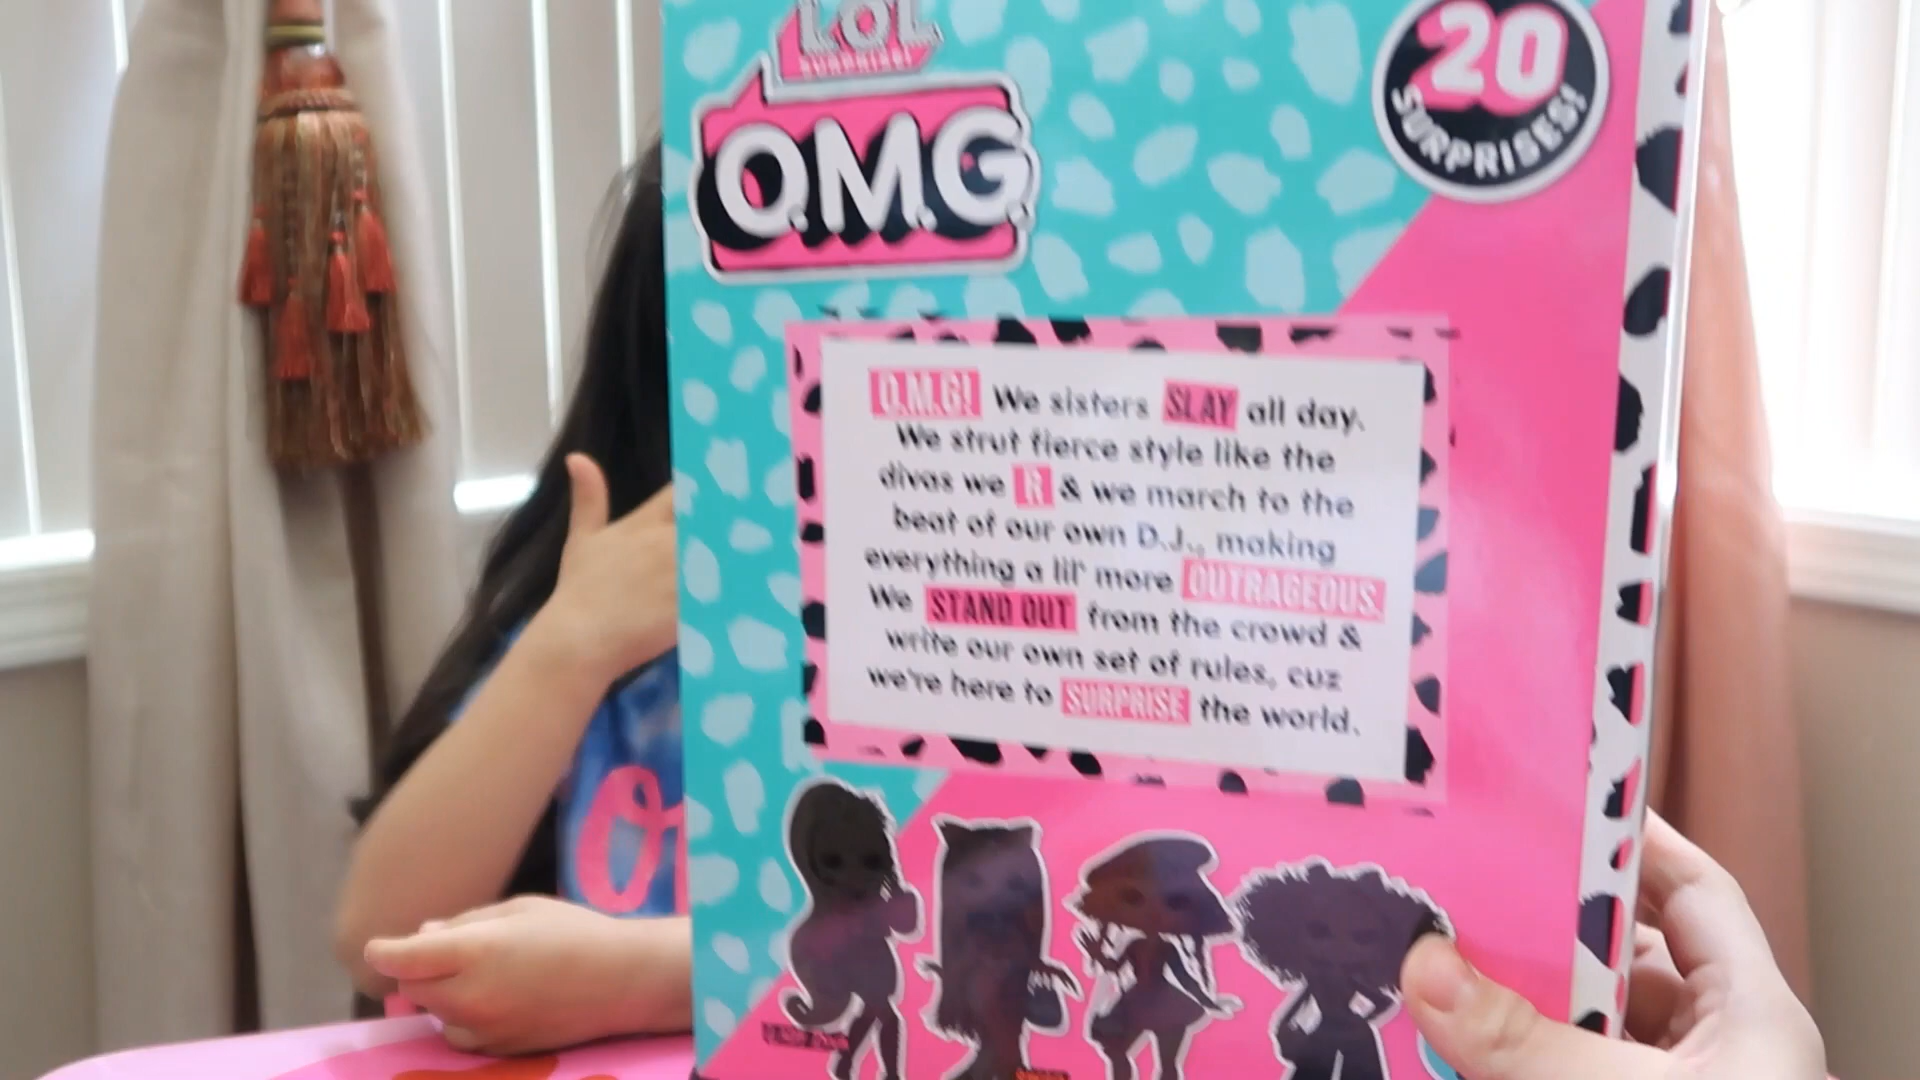 L.O.L.
SURPRISE!
O.M.G.
20
SURPRISES!
O.M.G! We sisters SLAY all day.
We strut fierce style like the
divas we R & we march to the
beat of our own D.J., making
everything a lil' more OUTRAGEOUS.
We STAND OUT from the crowd &
write our own set of rules, cuz
we're here to SURPRISE the world.